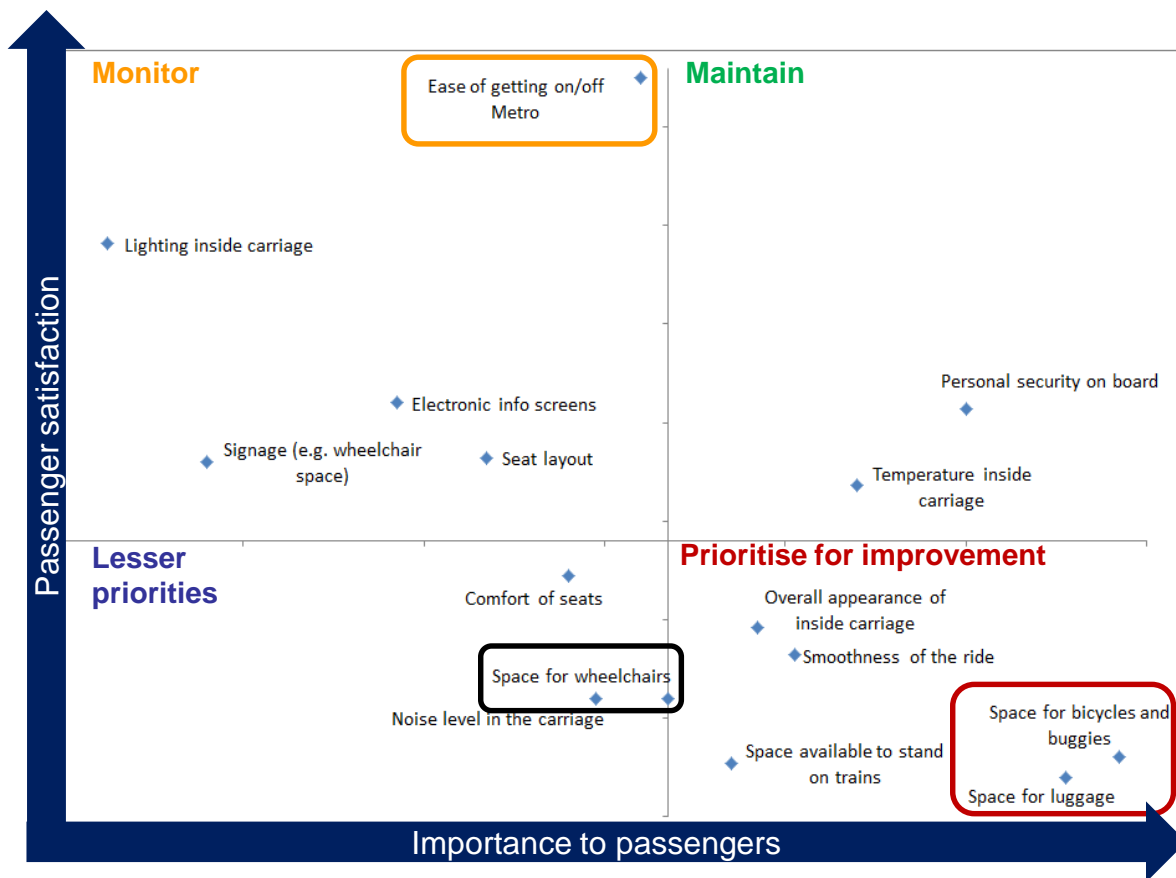 Monitor
Maintain
Ease of getting on/off
Metro
Lighting inside carriage
Personal security on board
Electronic info screens
Signage (e.g. wheelchair
space)
Seat layout
Temperature inside
carriage
Passenger satisfaction
Lesser
priorities
Prioritise for improvement
Comfort of seats
Overall appearance of
inside carriage
Smoothness of the ride
Space for wheelchairs
Noise level in the carriage
Space for bicycles and
buggies
Space available to stand
on trains
Space for luggage
Importance to passengers